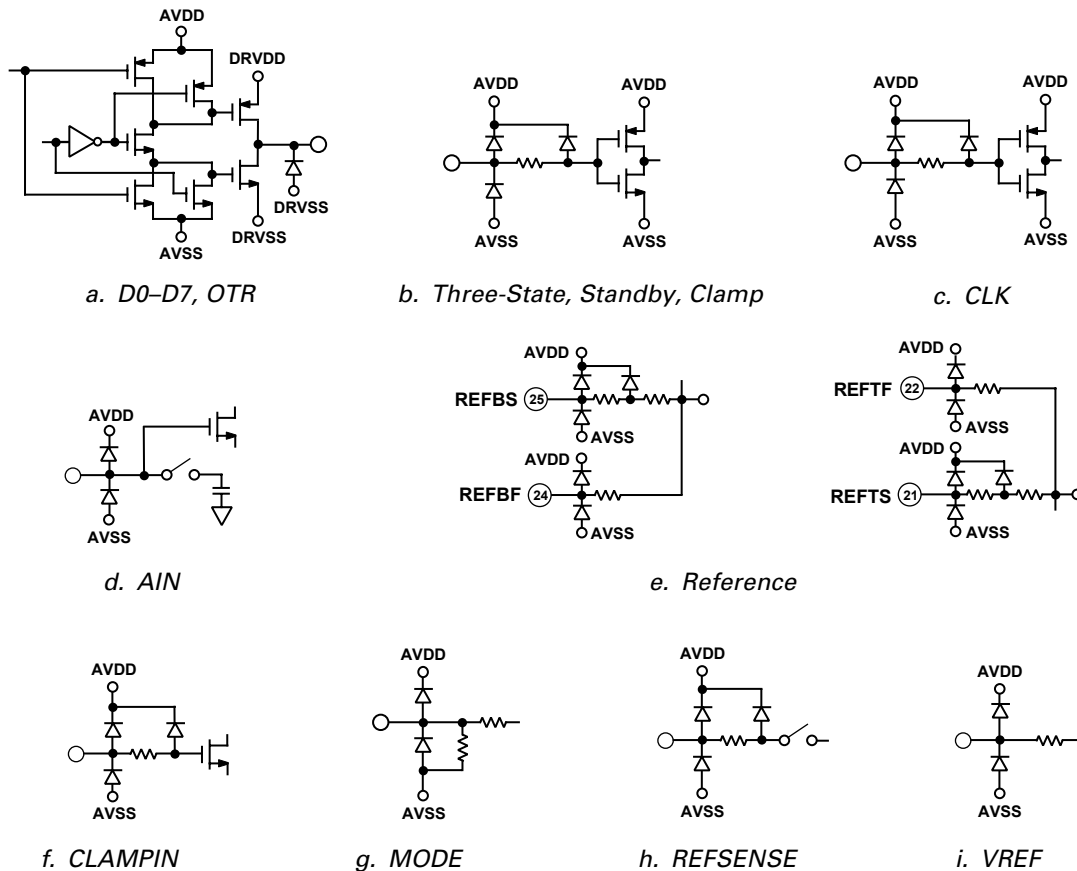 AVDD
DRVDD
DRVSS
DRVSS
AVSS
a. D0–D7, OTR
AVDD
AVDD
AVSS
AVSS
b. Three-State, Standby, Clamp
AVDD
AVDD
AVSS
AVSS
c. CLK
AVDD
AVSS
d. AIN
AVDD
REFBS 25
AVSS
AVDD
REFBF 24
AVSS
AVDD
REFTF 22
AVSS
AVDD
REFTS 21
AVSS
e. Reference
AVDD
AVSS
f. CLAMPIN
AVDD
AVSS
g. MODE
AVDD
AVSS
h. REFSENSE
AVDD
AVSS
i. VREF